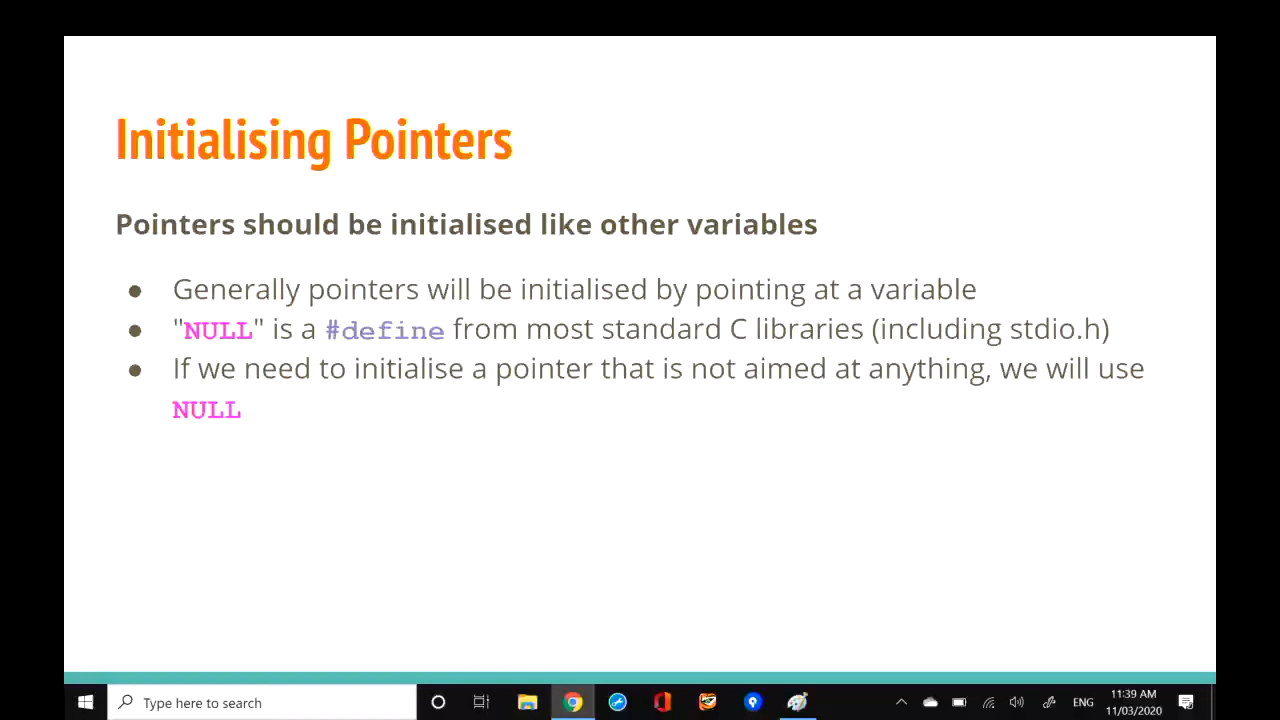 Initialising Pointers
Pointers should be initialised like other variables
● Generally pointers will be initialised by pointing at a variable
● "NULL" is a #define from most standard C libraries (including stdio.h)
● If we need to initialise a pointer that is not aimed at anything, we will use
NULL
Type here to search
ENG
11:39 AM
11/03/2020